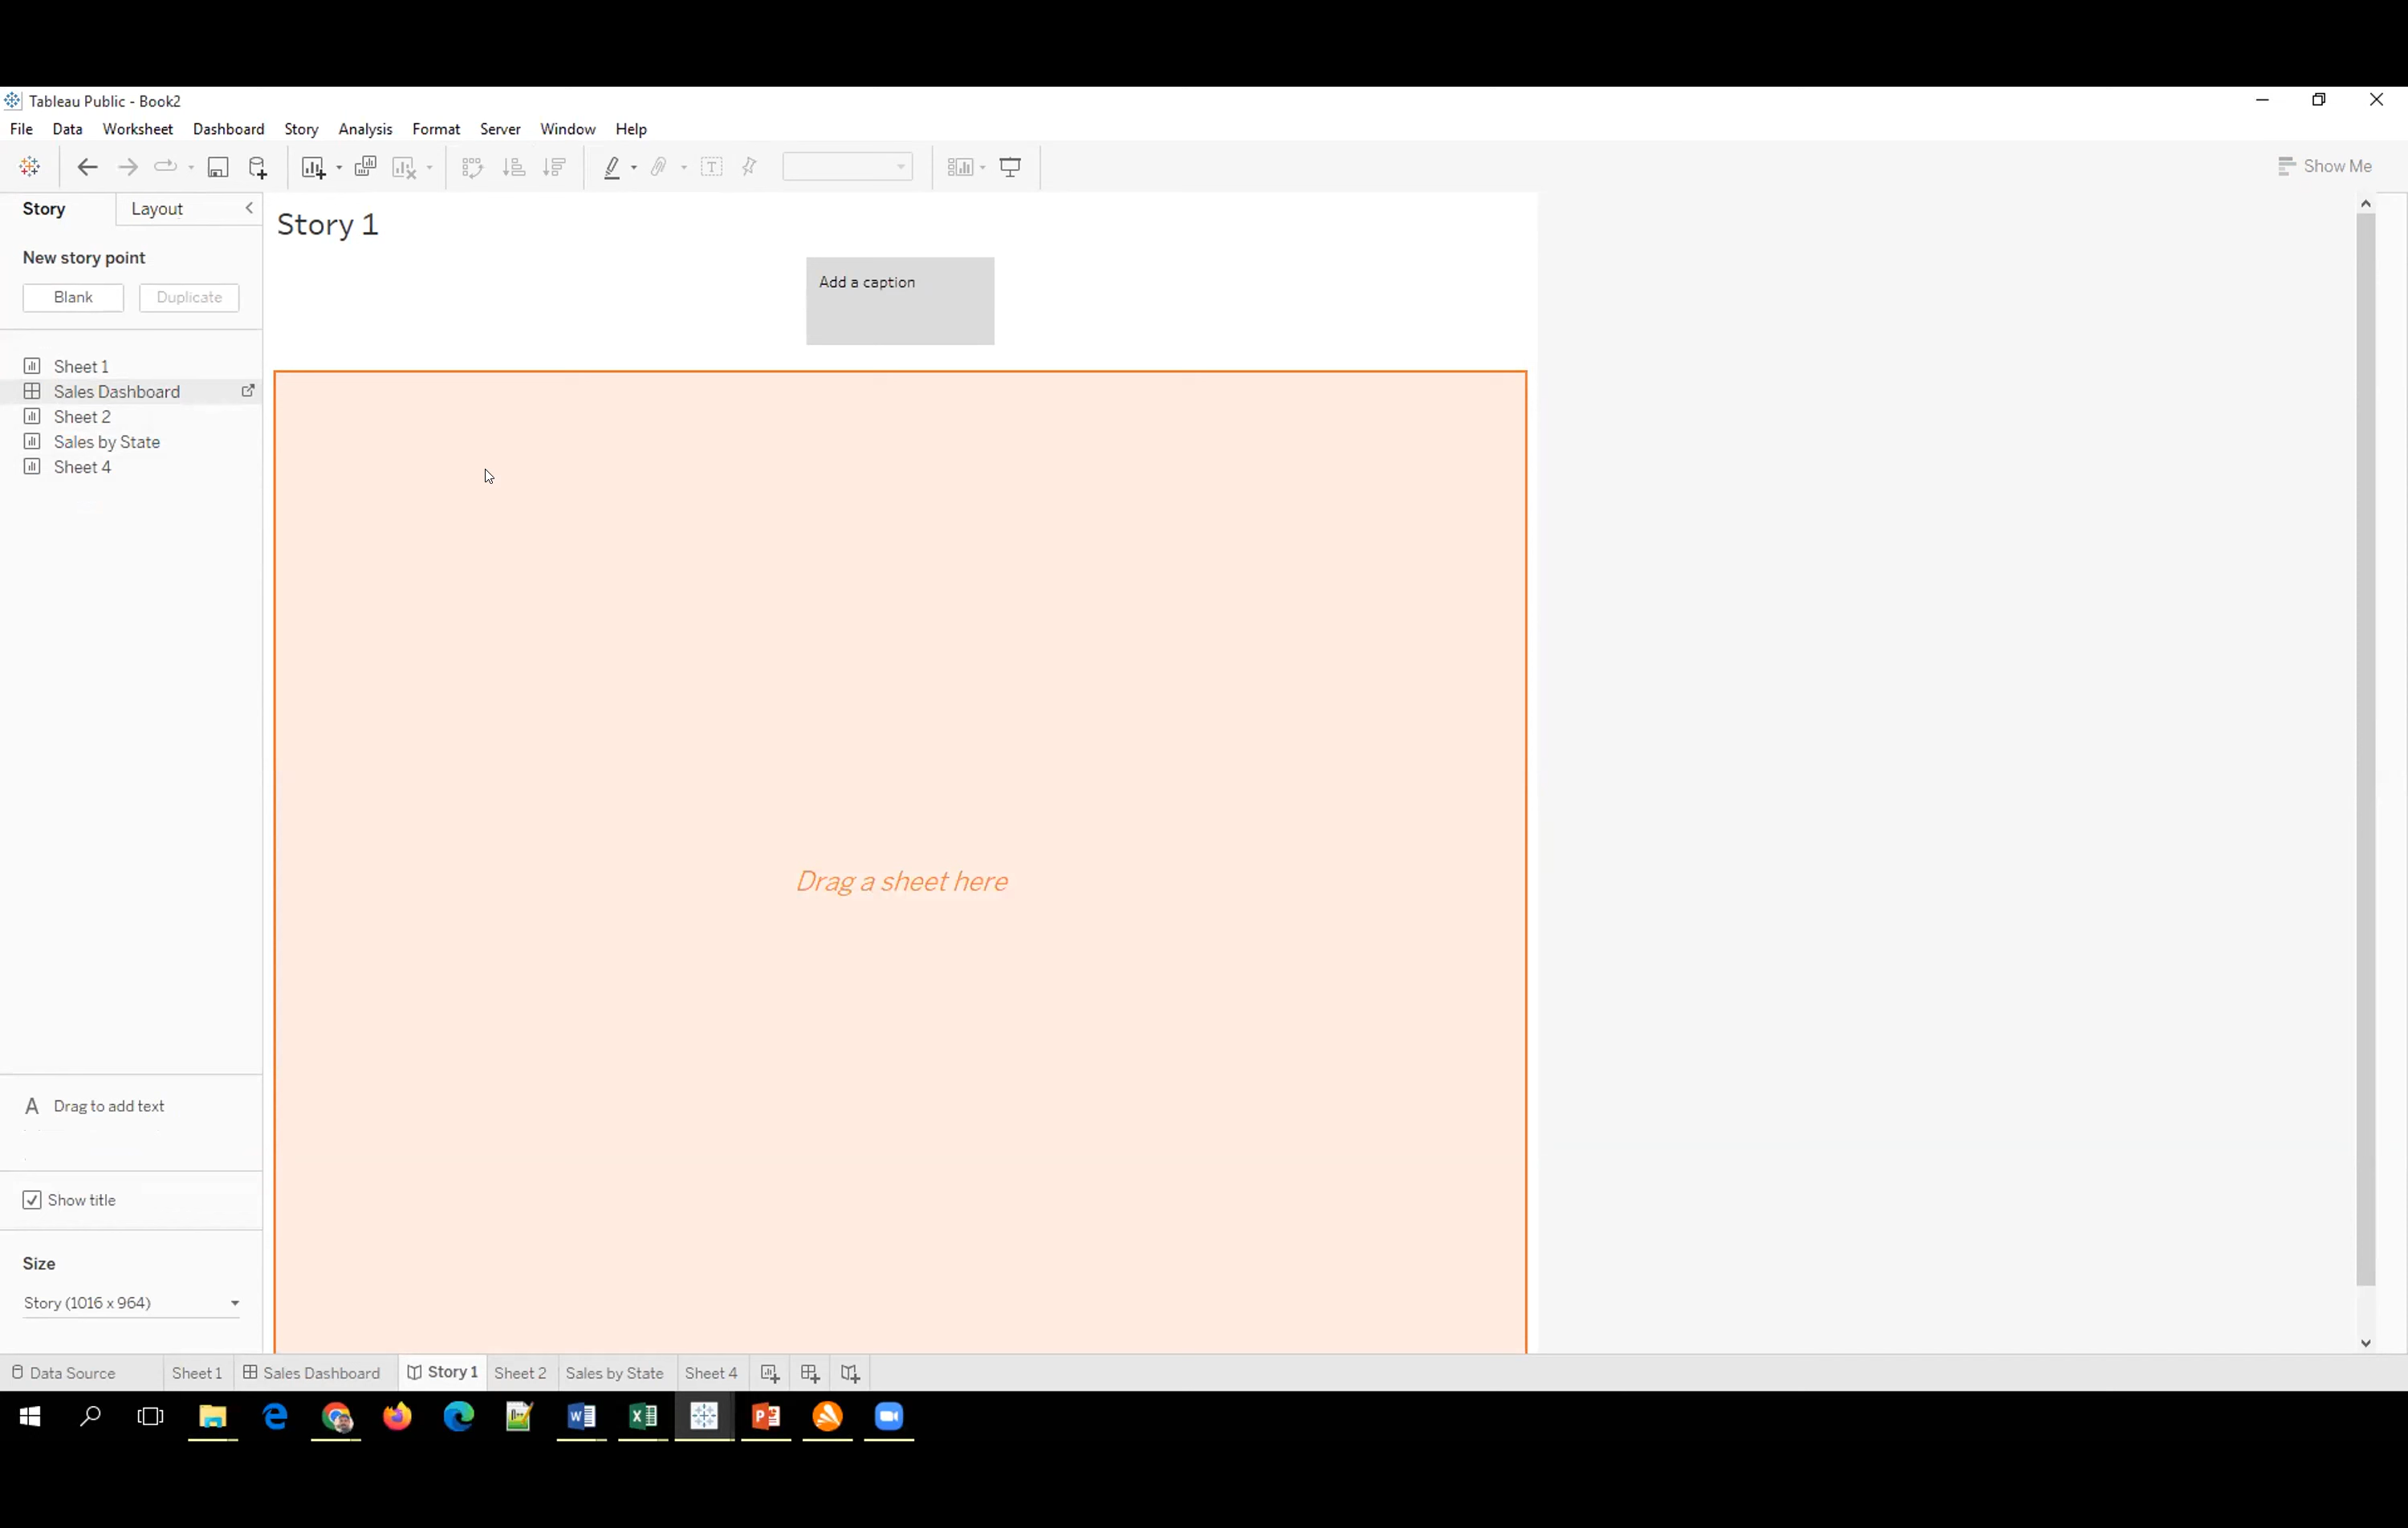 Tableau Public - Book2
File Data Worksheet Dashboard Story Analysis Format Server Window Help
Show Me
Story Layout
Story 1
New story point
Blank Duplicate
Add a caption
Sheet 1
Sales Dashboard
Sheet 2
Sales by State
Sheet 4
Drag a sheet here
A Drag to add text
Show title
Size
Story (1016 x 964)
Data Source Sheet 1 Sales Dashboard Story 1 Sheet 2 Sales by State Sheet 4